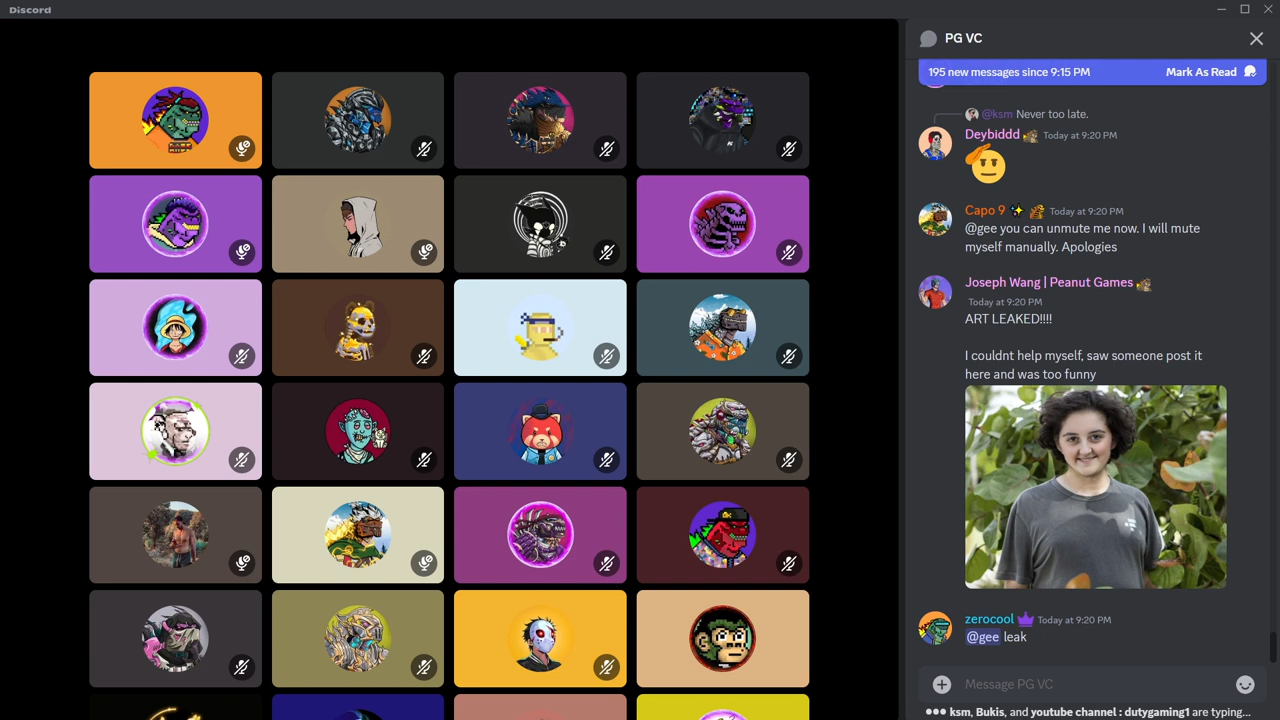 Discord
PG VC
195 new messages since 9:15 PM Mark As Read
@ksm Never too late.
Deybiddd Today at 9:20 PM
Capo 9 Today at 9:20 PM
@gee you can unmute me now. I will mute
myself manually. Apologies
Joseph Wang | Peanut Games
Today at 9:20 PM
ART LEAKED!!!!
I couldnt help myself, saw someone post it
here and was too funny
zerocool Today at 9:20 PM
@gee leak
Message PG VC
ksm, Bukis, and youtube channel : dutygaming1 are typing...